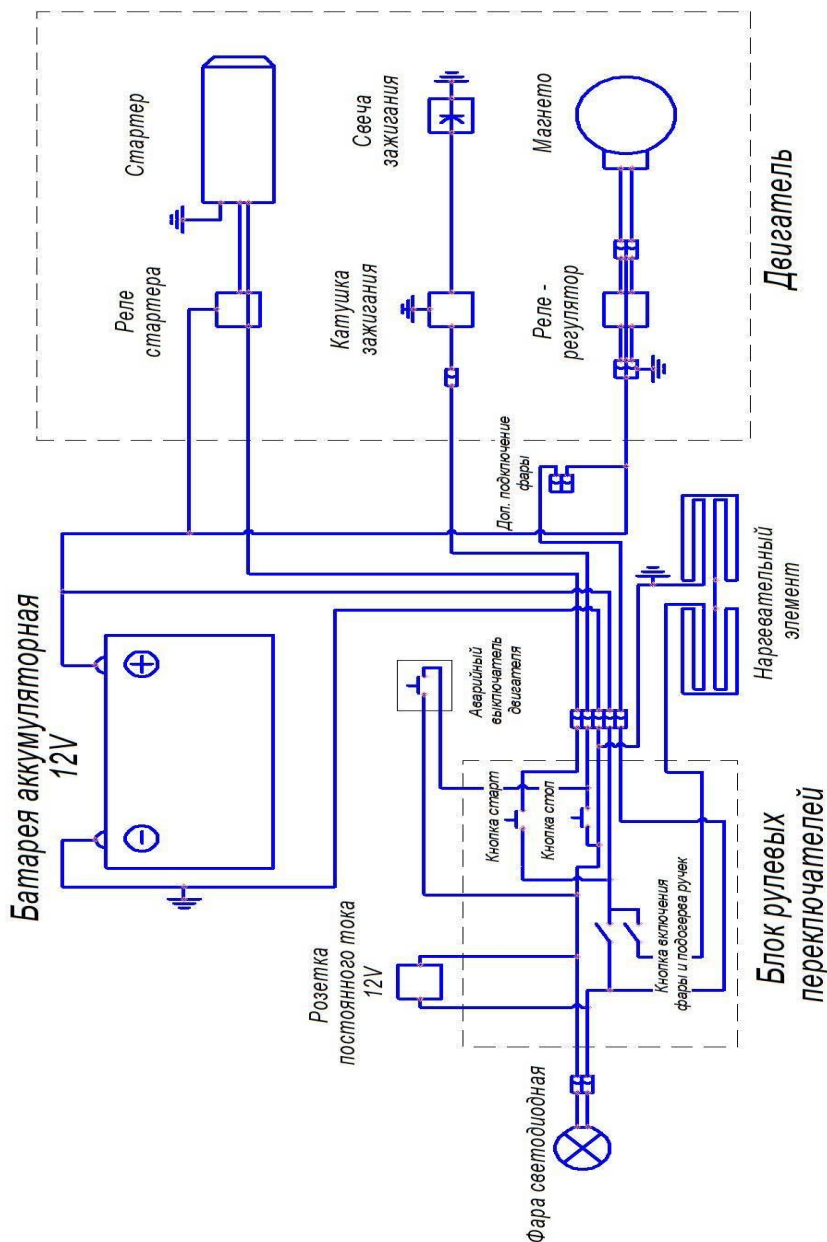 Стартер
Свеча
зажигания
Магнето
Реле
стартера
Катушка
зажигания
Реле -
регулятор
Двигатель
Доп. подключение
фары
Батарея аккумуляторная
12V
+
-
Аварийный
выключатель
двигателя
Наргевательный
элемент
Кнопка старт
Кнопка стоп
Кнопка включения
фары и подогерва ручек
Блок рулевых
переключателей
Розетка
постоянного тока
12V
Фара светодиодная